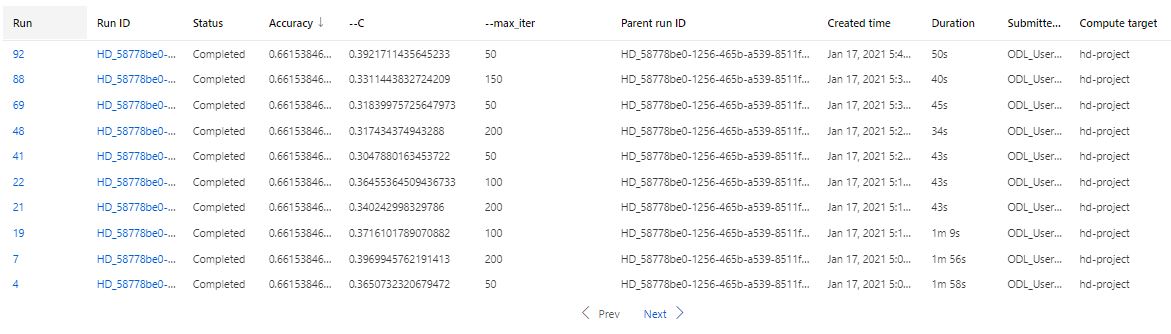 Run Run ID Status Accuracy ↓ --C --max_iter Parent run ID Created time Duration Submitte... Compute target
92 HD_58778be0-... Completed 0.66153846... 0.3921711435645233 50 HD_58778be0-1256-465b-a539-8511f... Jan 17, 2021 5:4... 50s ODL_User... hd-project
88 HD_58778be0-... Completed 0.66153846... 0.3311443832724209 150 HD_58778be0-1256-465b-a539-8511f... Jan 17, 2021 5:3... 40s ODL_User... hd-project
69 HD_58778be0-... Completed 0.66153846... 0.31839975725647973 50 HD_58778be0-1256-465b-a539-8511f... Jan 17, 2021 5:3... 45s ODL_User... hd-project
48 HD_58778be0-... Completed 0.66153846... 0.317434374943288 200 HD_58778be0-1256-465b-a539-8511f... Jan 17, 2021 5:2... 34s ODL_User... hd-project
41 HD_58778be0-... Completed 0.66153846... 0.3047880163453722 50 HD_58778be0-1256-465b-a539-8511f... Jan 17, 2021 5:2... 43s ODL_User... hd-project
22 HD_58778be0-... Completed 0.66153846... 0.36455364509436733 100 HD_58778be0-1256-465b-a539-8511f... Jan 17, 2021 5:1... 43s ODL_User... hd-project
21 HD_58778be0-... Completed 0.66153846... 0.340242998329786 200 HD_58778be0-1256-465b-a539-8511f... Jan 17, 2021 5:1... 43s ODL_User... hd-project
19 HD_58778be0-... Completed 0.66153846... 0.3716101789070882 100 HD_58778be0-1256-465b-a539-8511f... Jan 17, 2021 5:1... 1m 9s ODL_User... hd-project
7 HD_58778be0-... Completed 0.66153846... 0.3969945762191413 200 HD_58778be0-1256-465b-a539-8511f... Jan 17, 2021 5:0... 1m 56s ODL_User... hd-project
4 HD_58778be0-... Completed 0.66153846... 0.3650732320679472 50 HD_58778be0-1256-465b-a539-8511f... Jan 17, 2021 5:0... 1m 58s ODL_User... hd-project
Prev Next